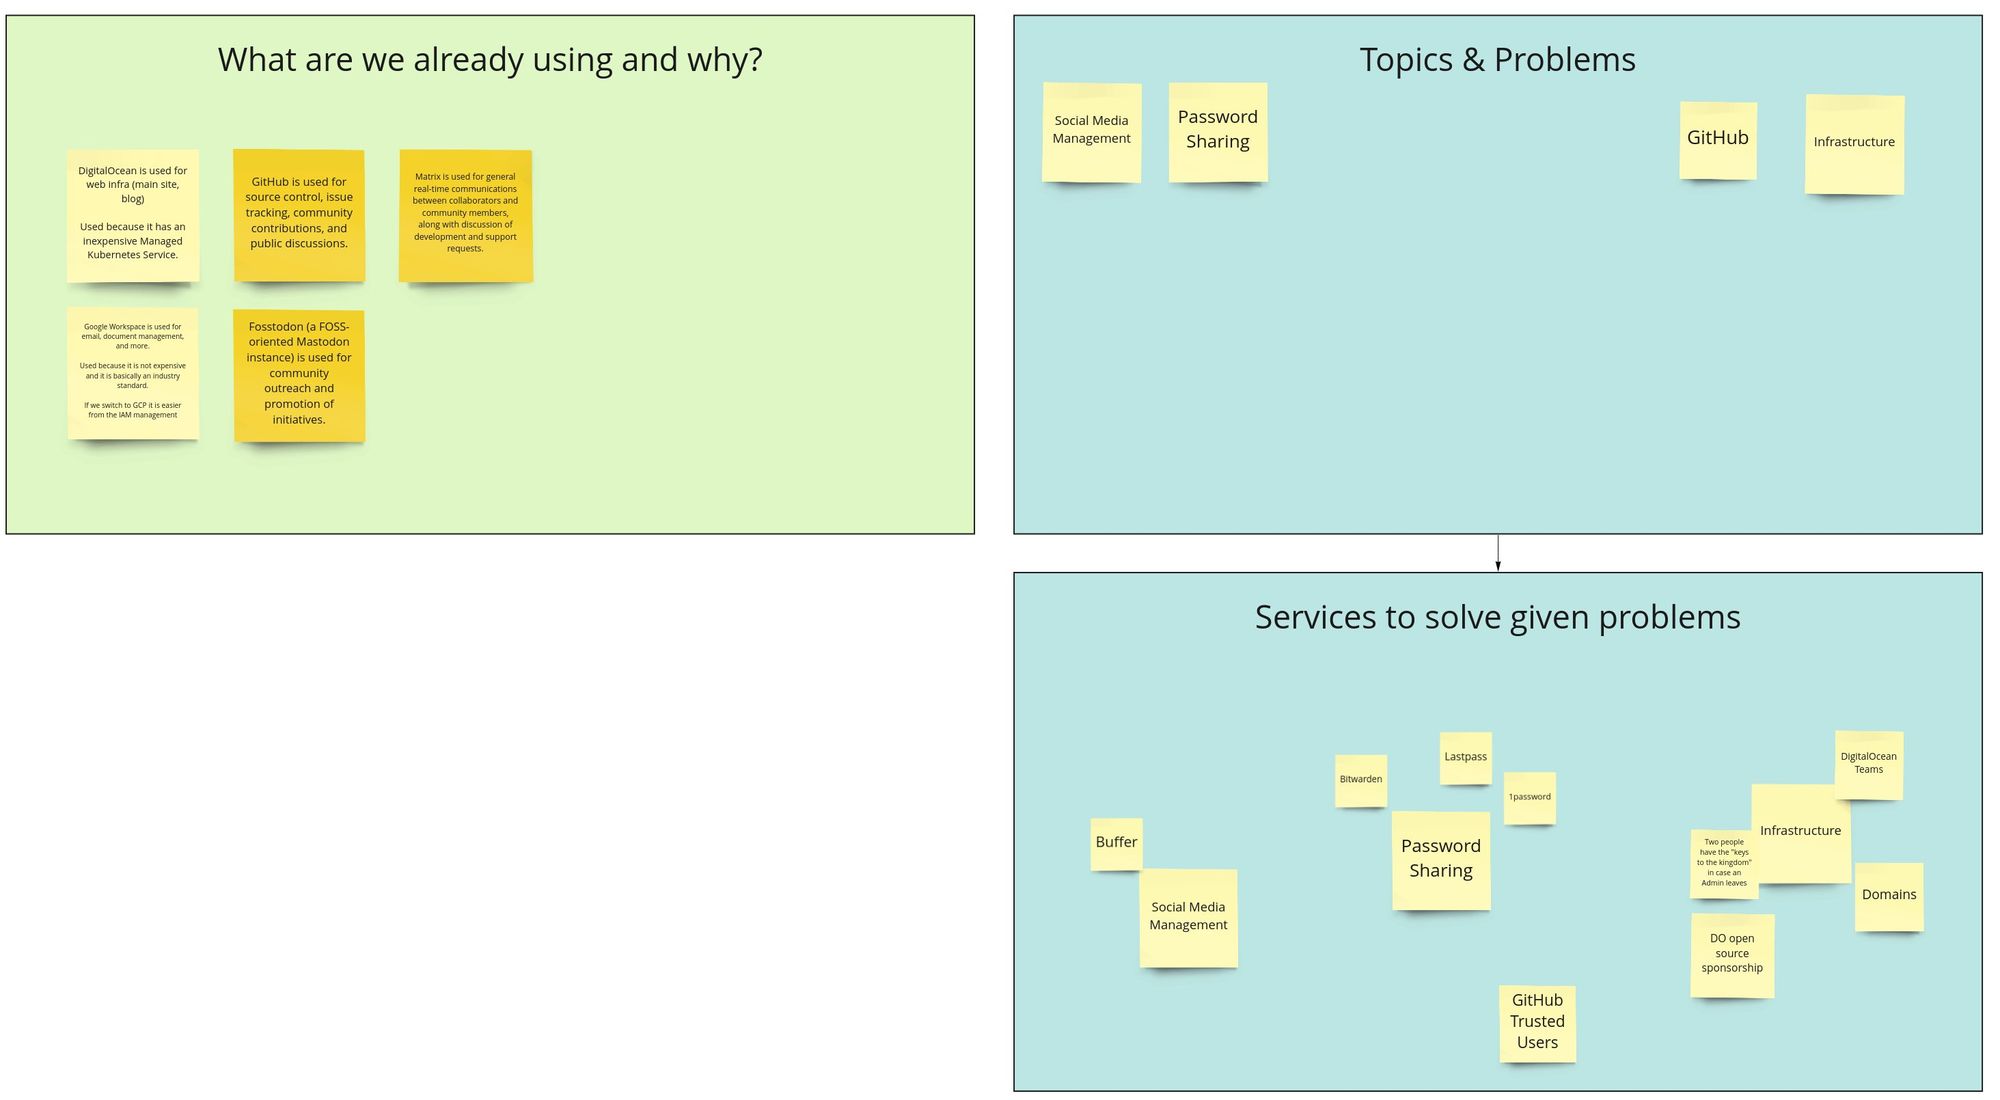 What are we already using and why?
DigitalOcean is used for
web infra (main site,
blog)
Used because it has an
inexpensive Managed
Kubernetes Service.
GitHub is used for
source control, issue
tracking, community
contributions, and
public discussions.
Matrix is used for general
real-time communications
between collaborators and
community members,
along with discussion of
development and support
requests.
Google Workspace is used for
email, document management,
and more.
Used because it is not expensive
and it is basically an industry
standard.
If we switch to GCP it is easier
from the IAM management
Fosstodon (a FOSS-
oriented Mastodon
instance) is used for
community
outreach and
promotion of
initiatives.
Topics & Problems
Social Media
Management
Password
Sharing
GitHub
Infrastructure
Services to solve given problems
Buffer
Social Media
Management
Bitwarden
Lastpass
1password
Password
Sharing
GitHub
Trusted
Users
DigitalOcean
Teams
Infrastructure
Two people
have the "keys
to the kingdom"
in case an
Admin leaves
Domains
DO open
source
sponsorship